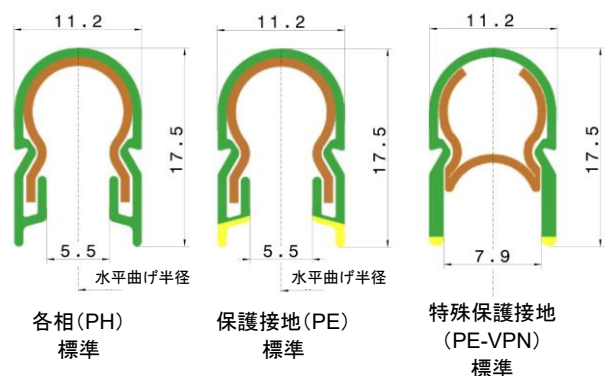 11.2
11.2
11.2
17.5
17.5
17.5
5.5
5.5
7.9
水平曲げ半径
水平曲げ半径
各相(PH)
標準
保護接地(PE)
標準
特殊保護接地
(PE-VPN)
標準